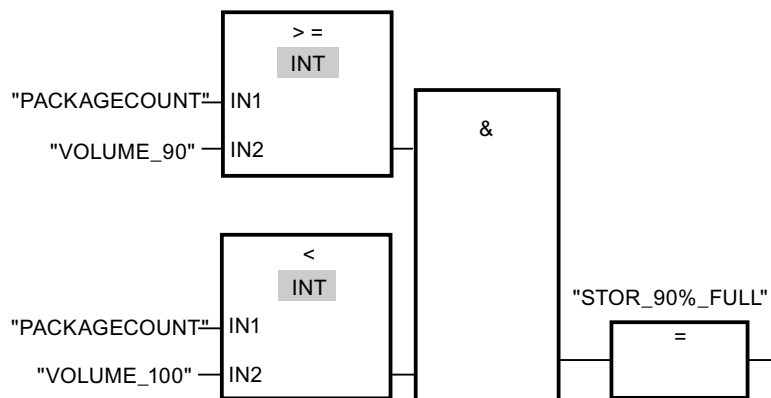 > =
INT
"PACKAGECOUNT" IN1
"VOLUME_90" IN2
&
<
INT
"STOR_90%_FULL"
"PACKAGECOUNT" IN1
=
"VOLUME_100" IN2